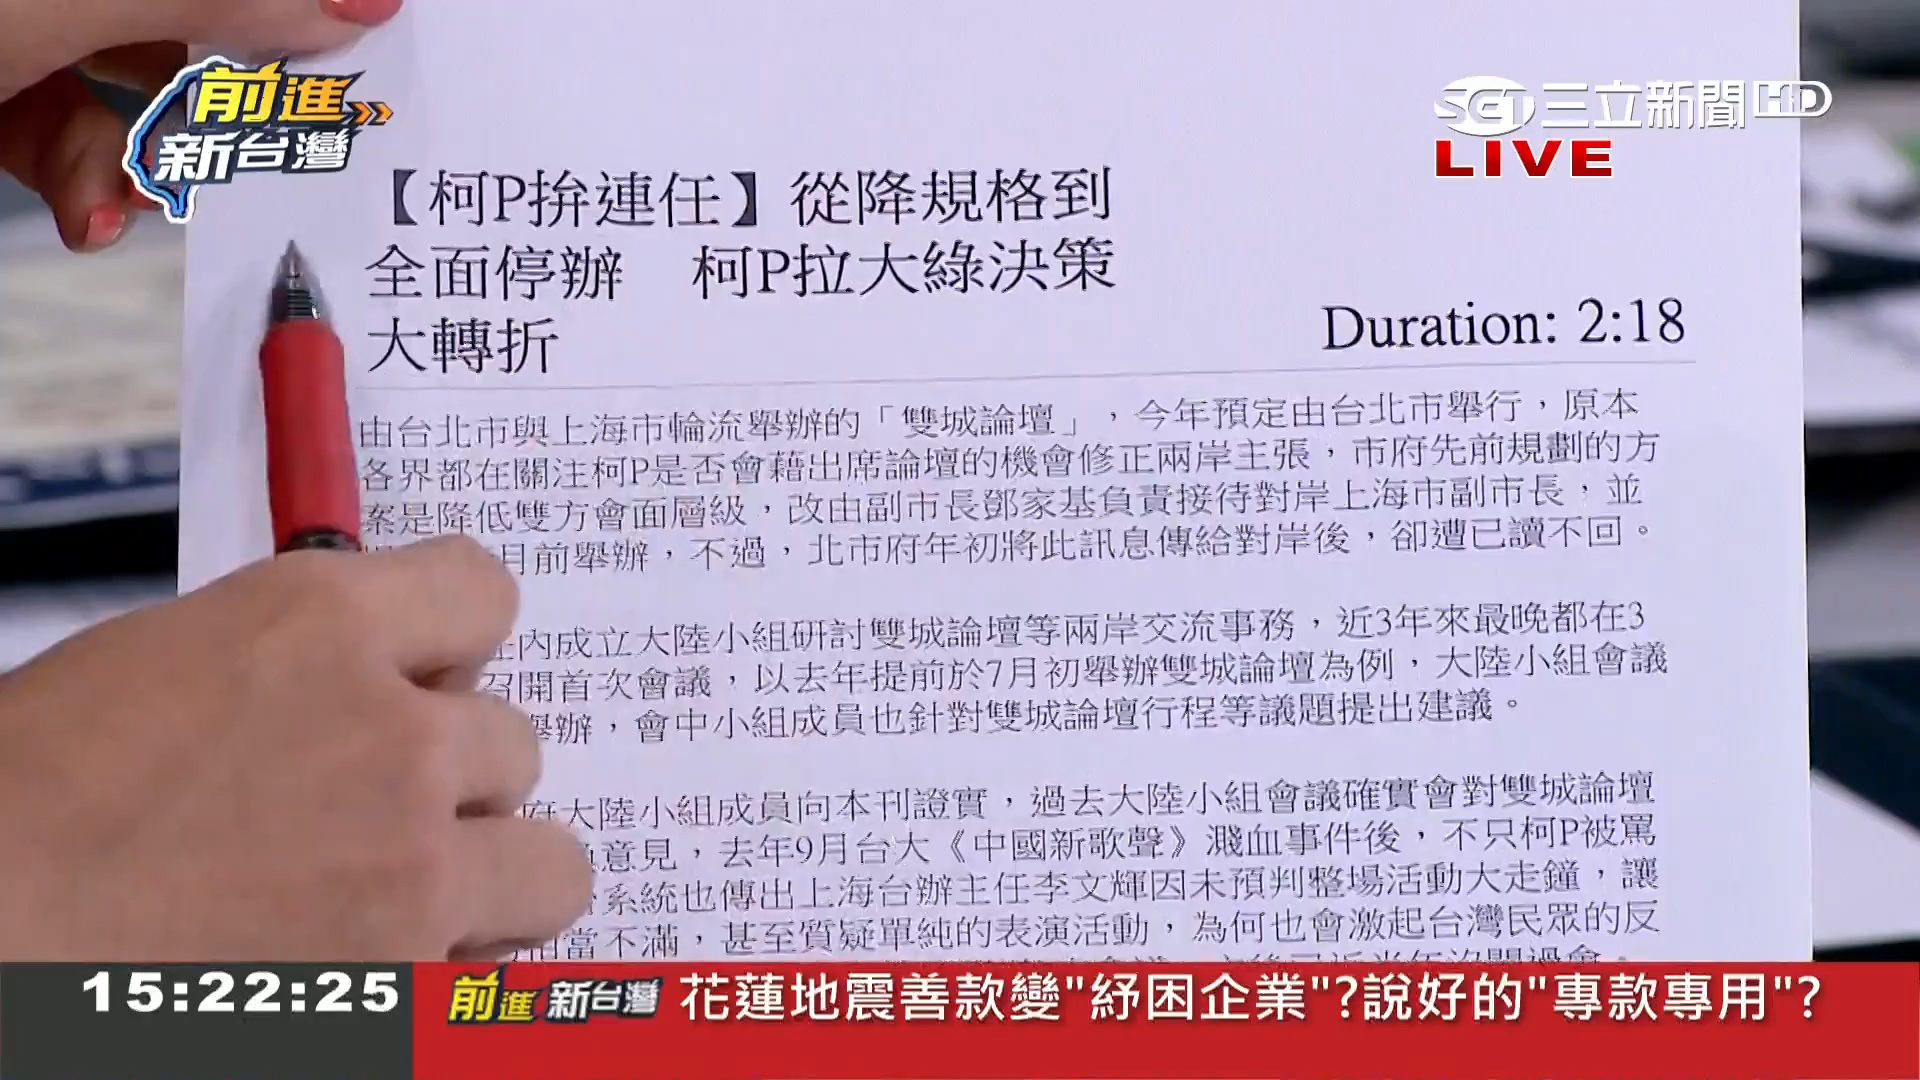 前進
新台灣
SET三立新聞HD
LIVE
【柯P拚連任】從降規格到
全面停辦 柯P拉大綠決策
大轉折
Duration: 2:18
由台北市與上海市輪流舉辦的「雙城論壇」，今年預定由台北市舉行，原本
各界都在關注柯P是否會藉出席論壇的機會修正兩岸主張，市府先前規劃的方
案是降低雙方會面層級，改由副市長鄧家基負責接待對岸上海市副市長，並
月前舉辦，不過，北市府年初將此訊息傳給對岸後，卻遭已讀不回。
內成立大陸小組研討雙城論壇等兩岸交流事務，近3年來最晚都在3
召開首次會議，以去年提前於7月初舉辦雙城論壇為例，大陸小組會議
舉辦，會中小組成員也針對雙城論壇行程等議題提出建議。
府大陸小組成員向本刊證實，過去大陸小組會議確實會對雙城論壇
意見，去年9月台大《中國新歌聲》濺血事件後，不只柯P被罵
系統也傳出上海台辦主任李文輝因未預判整場活動大走鐘，讓
相當不滿，甚至質疑單純的表演活動，為何也會激起台灣民眾的反
15:22:25
前進新台灣 花蓮地震善款變"紓困企業"?說好的"專款專用"?